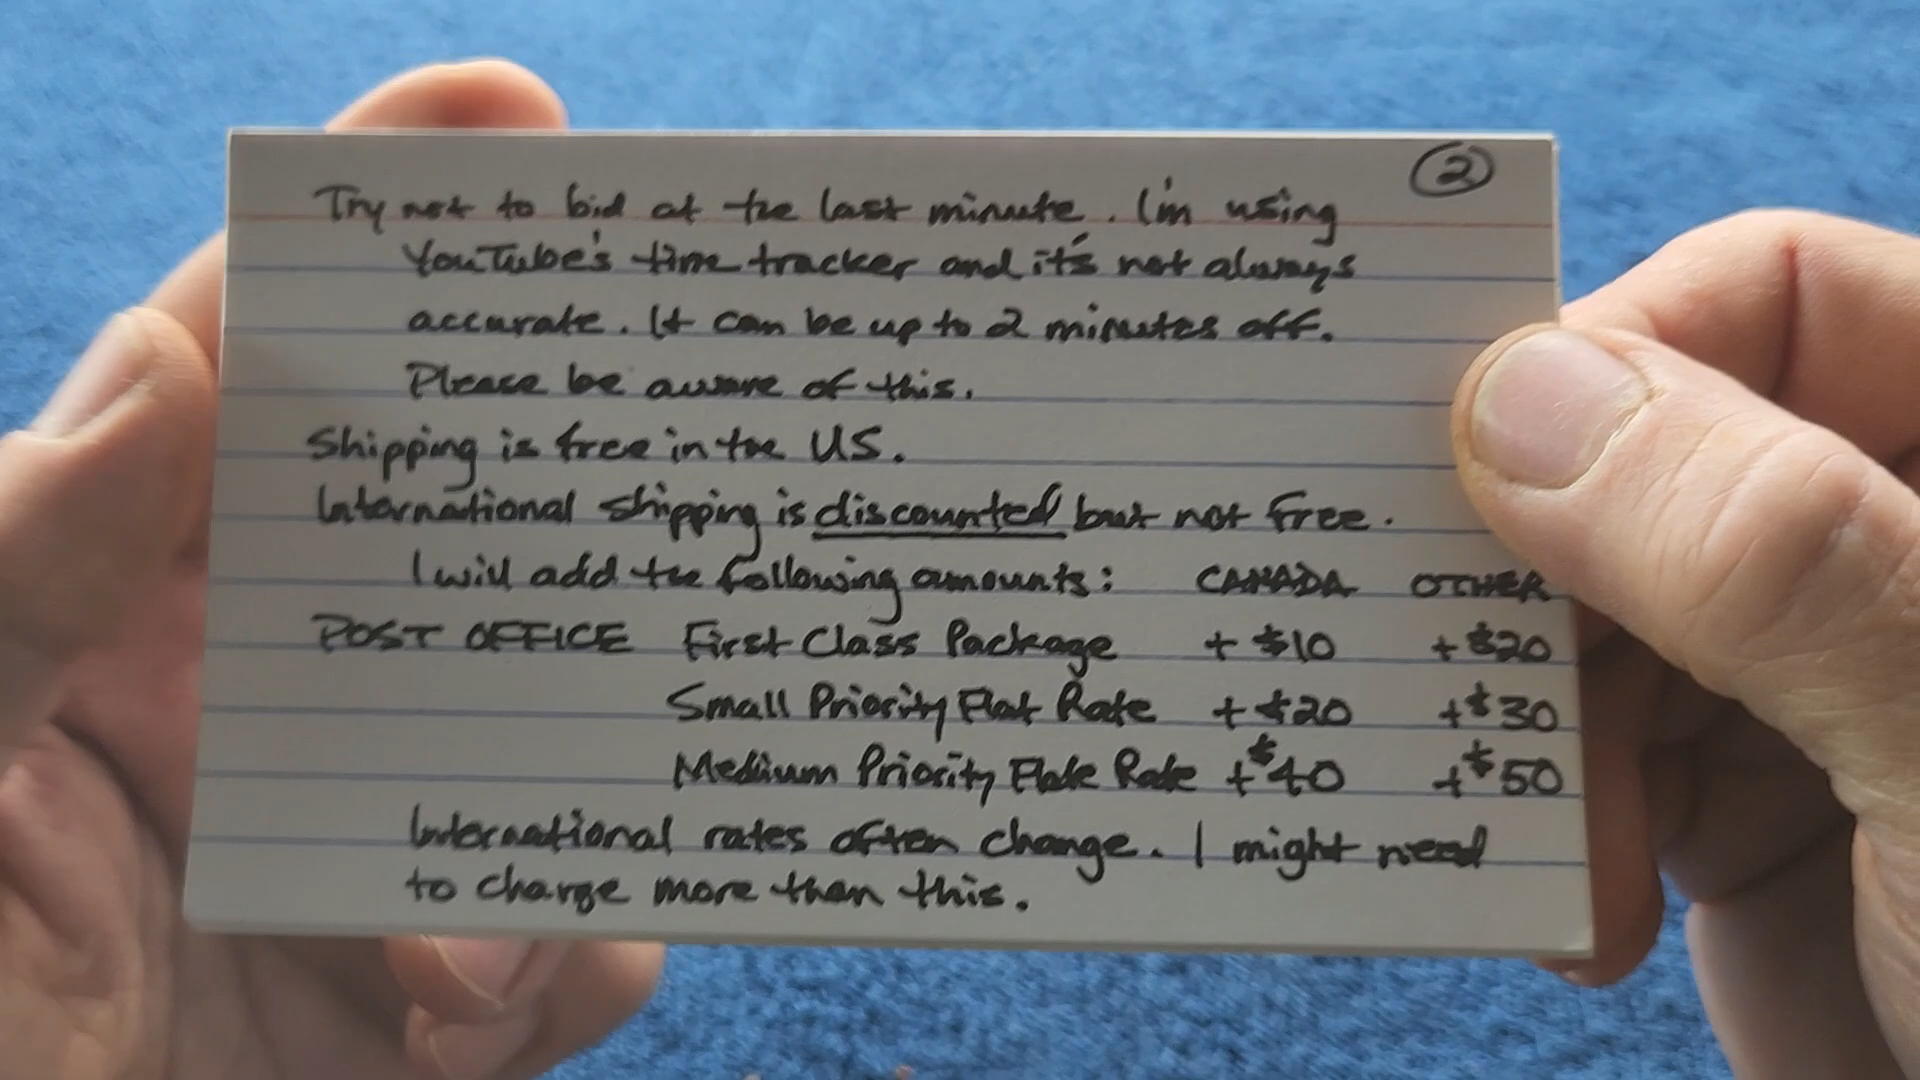 2
Try not to bid at the last minute. I'm using
YouTube's time tracker and it's not always
accurate. It can be up to 2 minutes off.
Please be aware of this.
Shipping is free in the US.
International shipping is discounted but not free.
I will add the following amounts: CANADA OTHER
POST OFFICE First Class Package + $10 + $20
Small Priority Flat Rate + $20 + $30
Medium Priority Flate Rate + $40 + $50
International rates often change. I might need
to charge more than this.